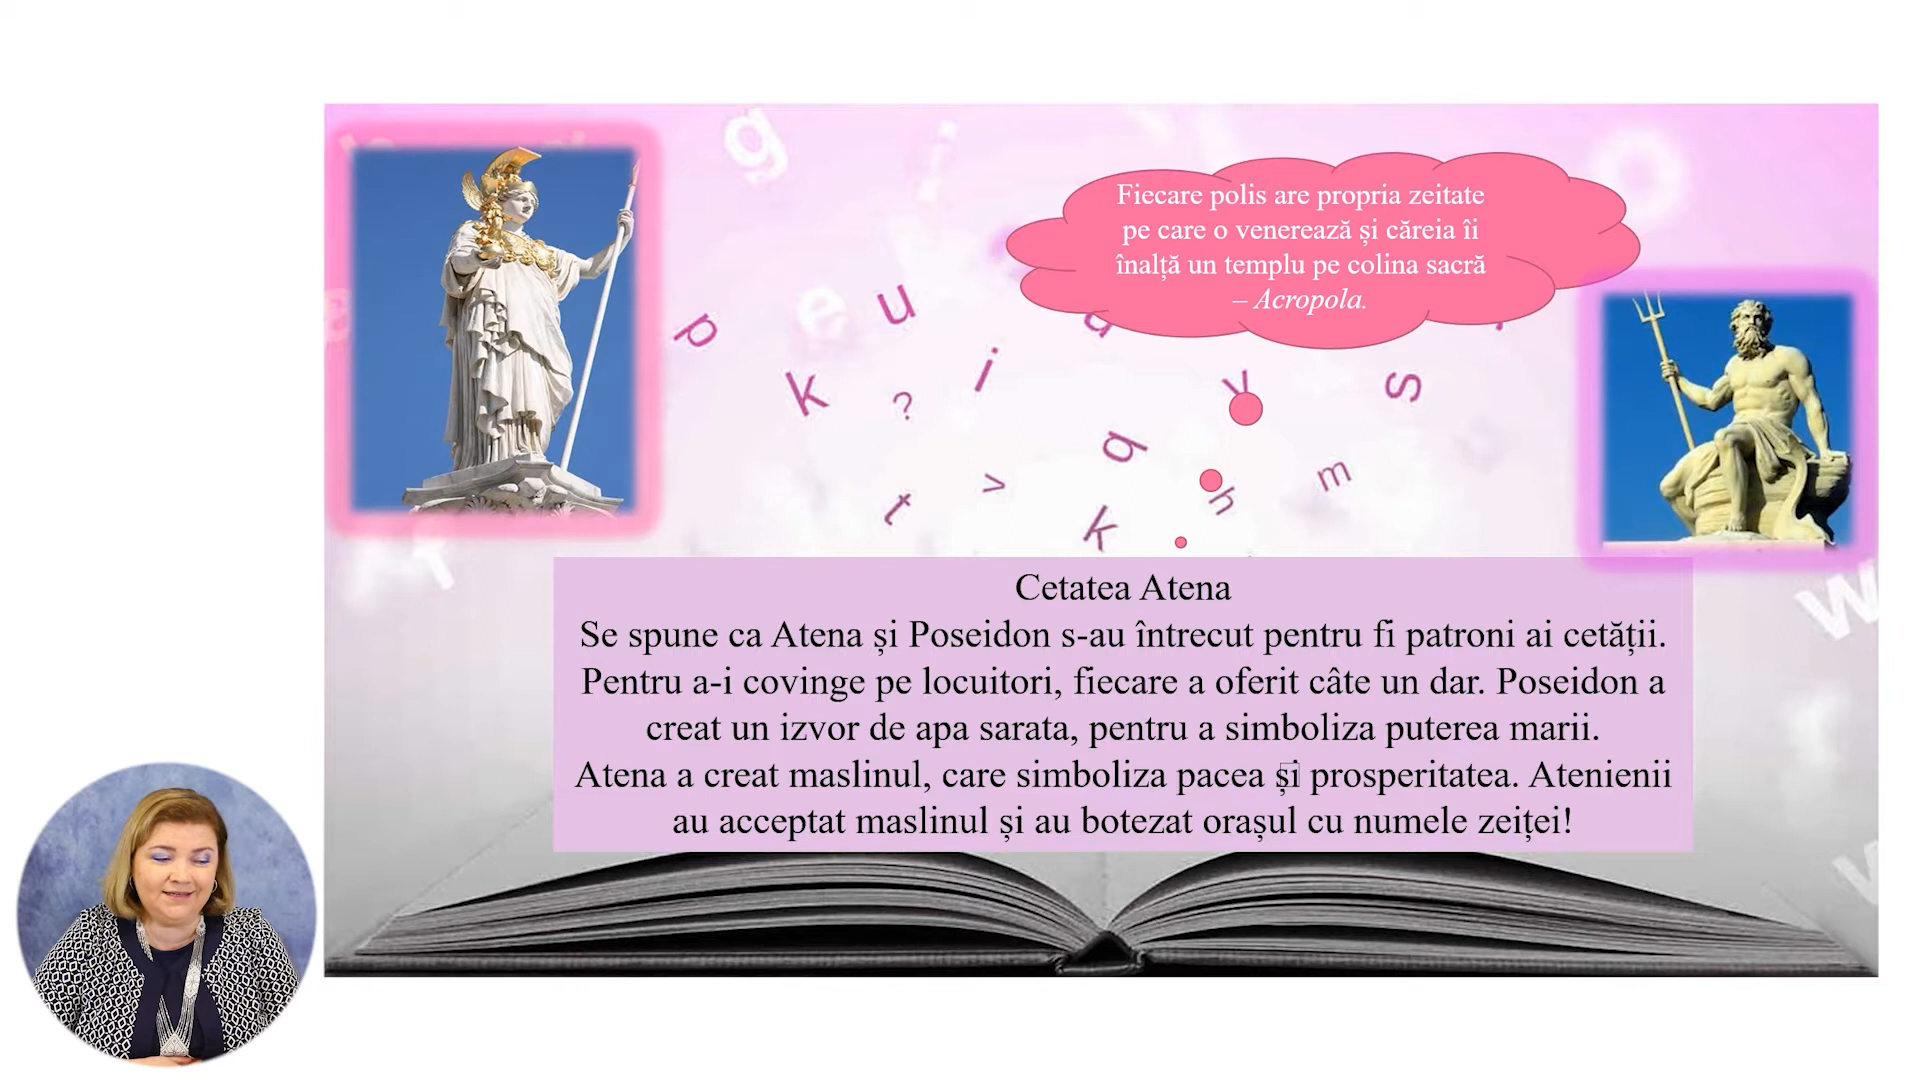 Fiecare polis are propria zeitate
pe care o venerează și căreia îi
înalță un templu pe colina sacră
– Acropola.
Cetatea Atena
Se spune ca Atena și Poseidon s-au întrecut pentru fi patroni ai cetății.
Pentru a-i covinge pe locuitori, fiecare a oferit câte un dar. Poseidon a
creat un izvor de apa sarata, pentru a simboliza puterea marii.
Atena a creat maslinul, care simboliza pacea și prosperitatea. Atenienii
au acceptat maslinul și au botezat orașul cu numele zeiței!